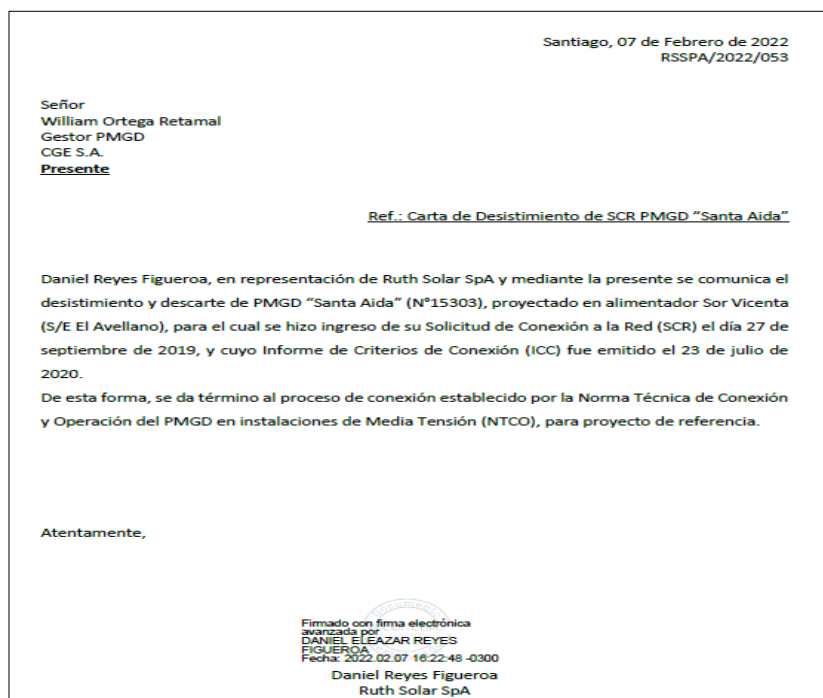 Santiago, 07 de Febrero de 2022
RSSPA/2022/053
Señor
William Ortega Retamal
Gestor PMGD
CGE S.A.
Presente
Ref.: Carta de Desistimiento de SCR PMGD “Santa Aida”
Daniel Reyes Figueroa, en representación de Ruth Solar SpA y mediante la presente se comunica el
desistimiento y descarte de PMGD “Santa Aida” (N°15303), proyectado en alimentador Sor Vicenta
(S/E El Avellano), para el cual se hizo ingreso de su Solicitud de Conexión a la Red (SCR) el día 27 de
septiembre de 2019, y cuyo Informe de Criterios de Conexión (ICC) fue emitido el 23 de julio de
2020.
De esta forma, se da término al proceso de conexión establecido por la Norma Técnica de Conexión
y Operación del PMGD en instalaciones de Media Tensión (NTCO), para proyecto de referencia.
Atentamente,
Firmado con firma electrónica
avanzada por
DANIEL ELEAZAR REYES
FIGUEROA
Fecha: 2022.02.07 16:22:48 -0300
Daniel Reyes Figueroa
Ruth Solar SpA